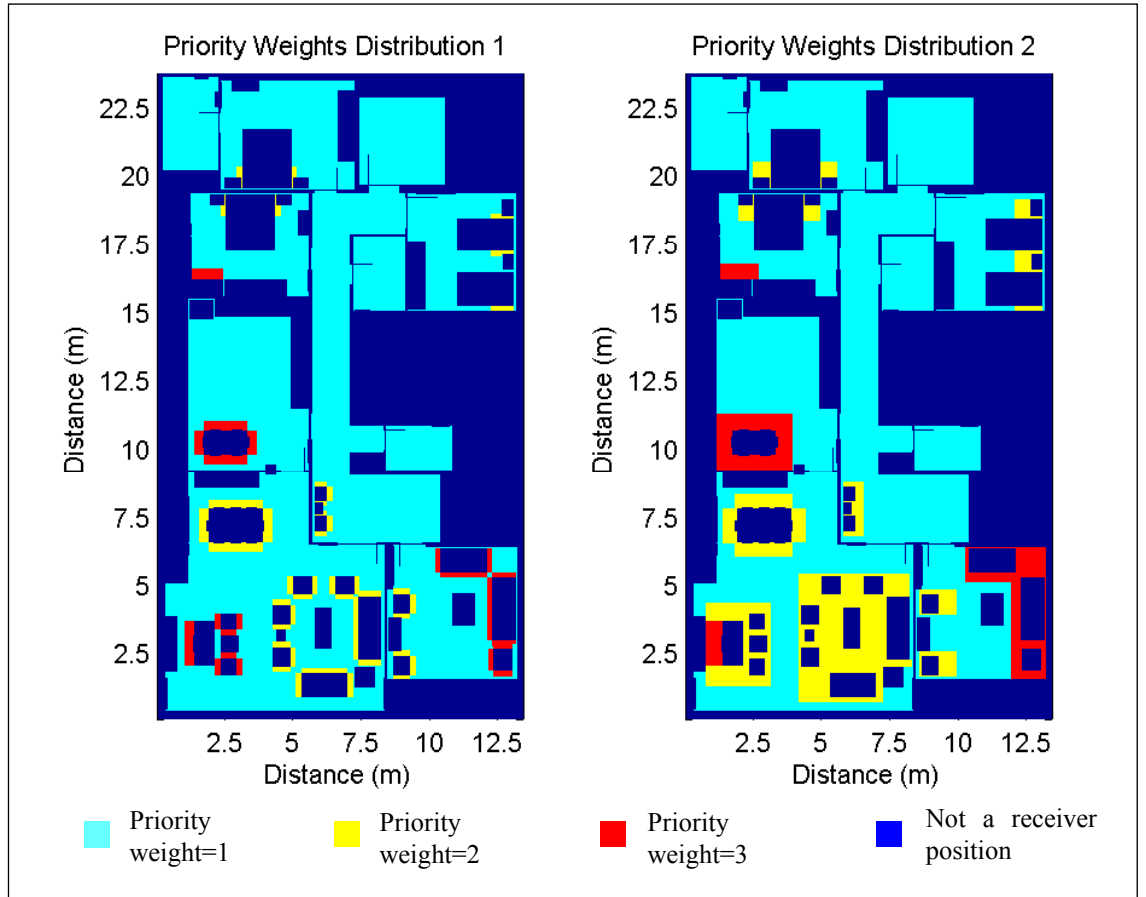 Priority Weights Distribution 1
Priority Weights Distribution 2
Distance (m)
22.5
20
17.5
15
12.5
10
7.5
5
2.5
2.5 5 7.5 10 12.5
Distance (m)
Distance (m)
22.5
20
17.5
15
12.5
10
7.5
5
2.5
2.5 5 7.5 10 12.5
Distance (m)
Priority
weight=1
Priority
weight=2
Priority
weight=3
Not a receiver
position